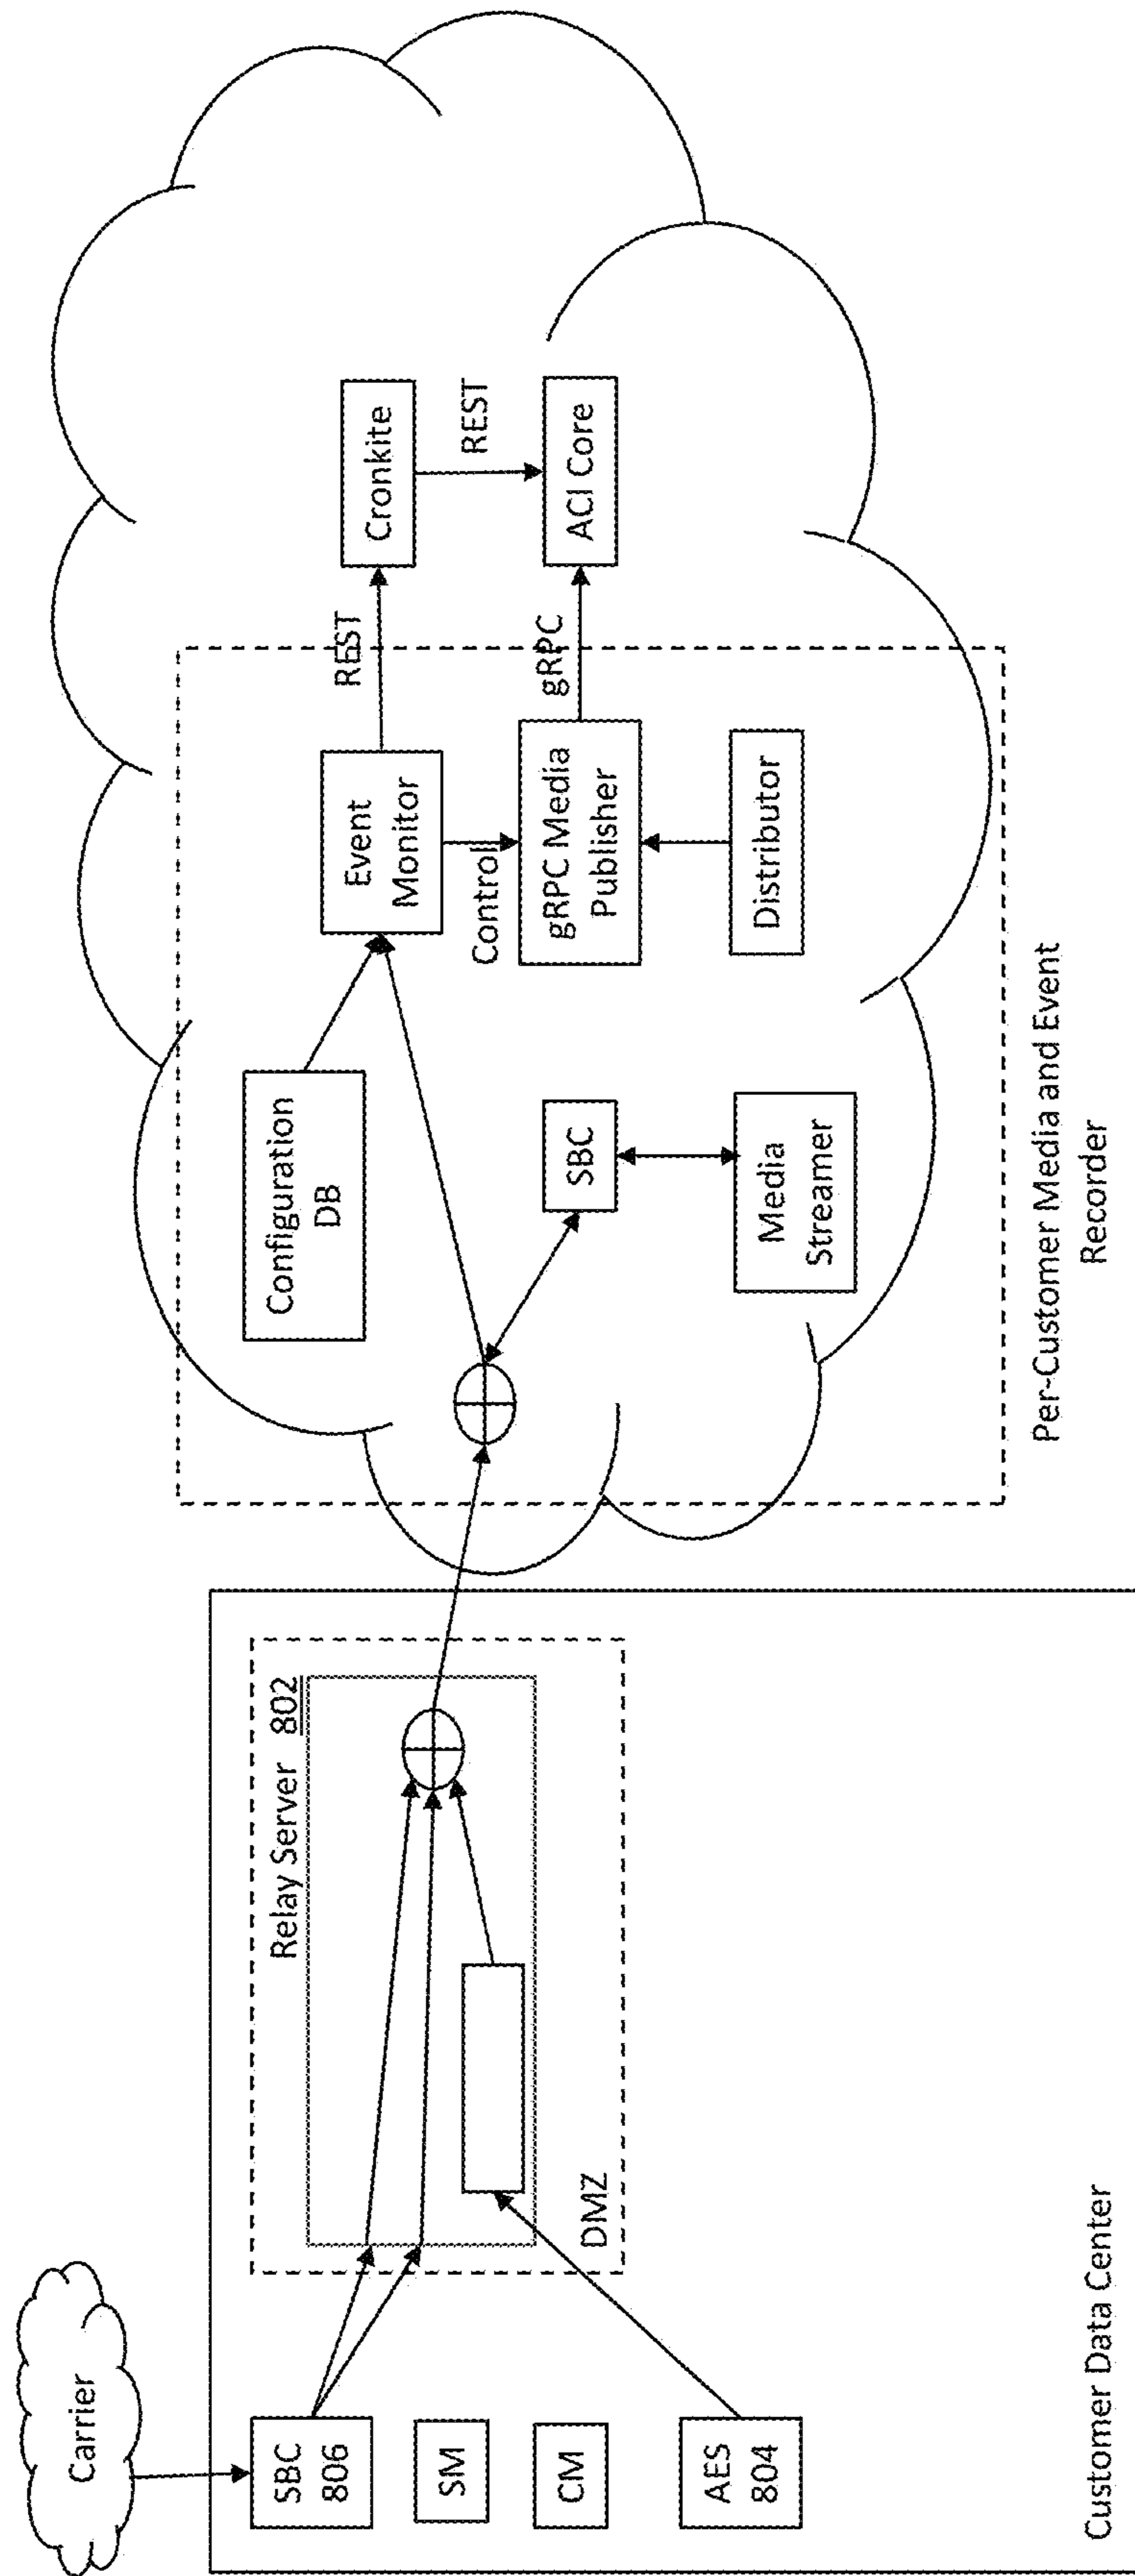 Carrier
SBC
806
SM
CM
AES
804
Customer Data Center
Relay Server 802
DMZ
Configuration
DB
SBC
Media
Streamer
Event
Monitor
Control
gRPC Media
Publisher
Distributor
REST
gRPC
Cronkite
REST
ACI Core
Per-Customer Media and Event
Recorder